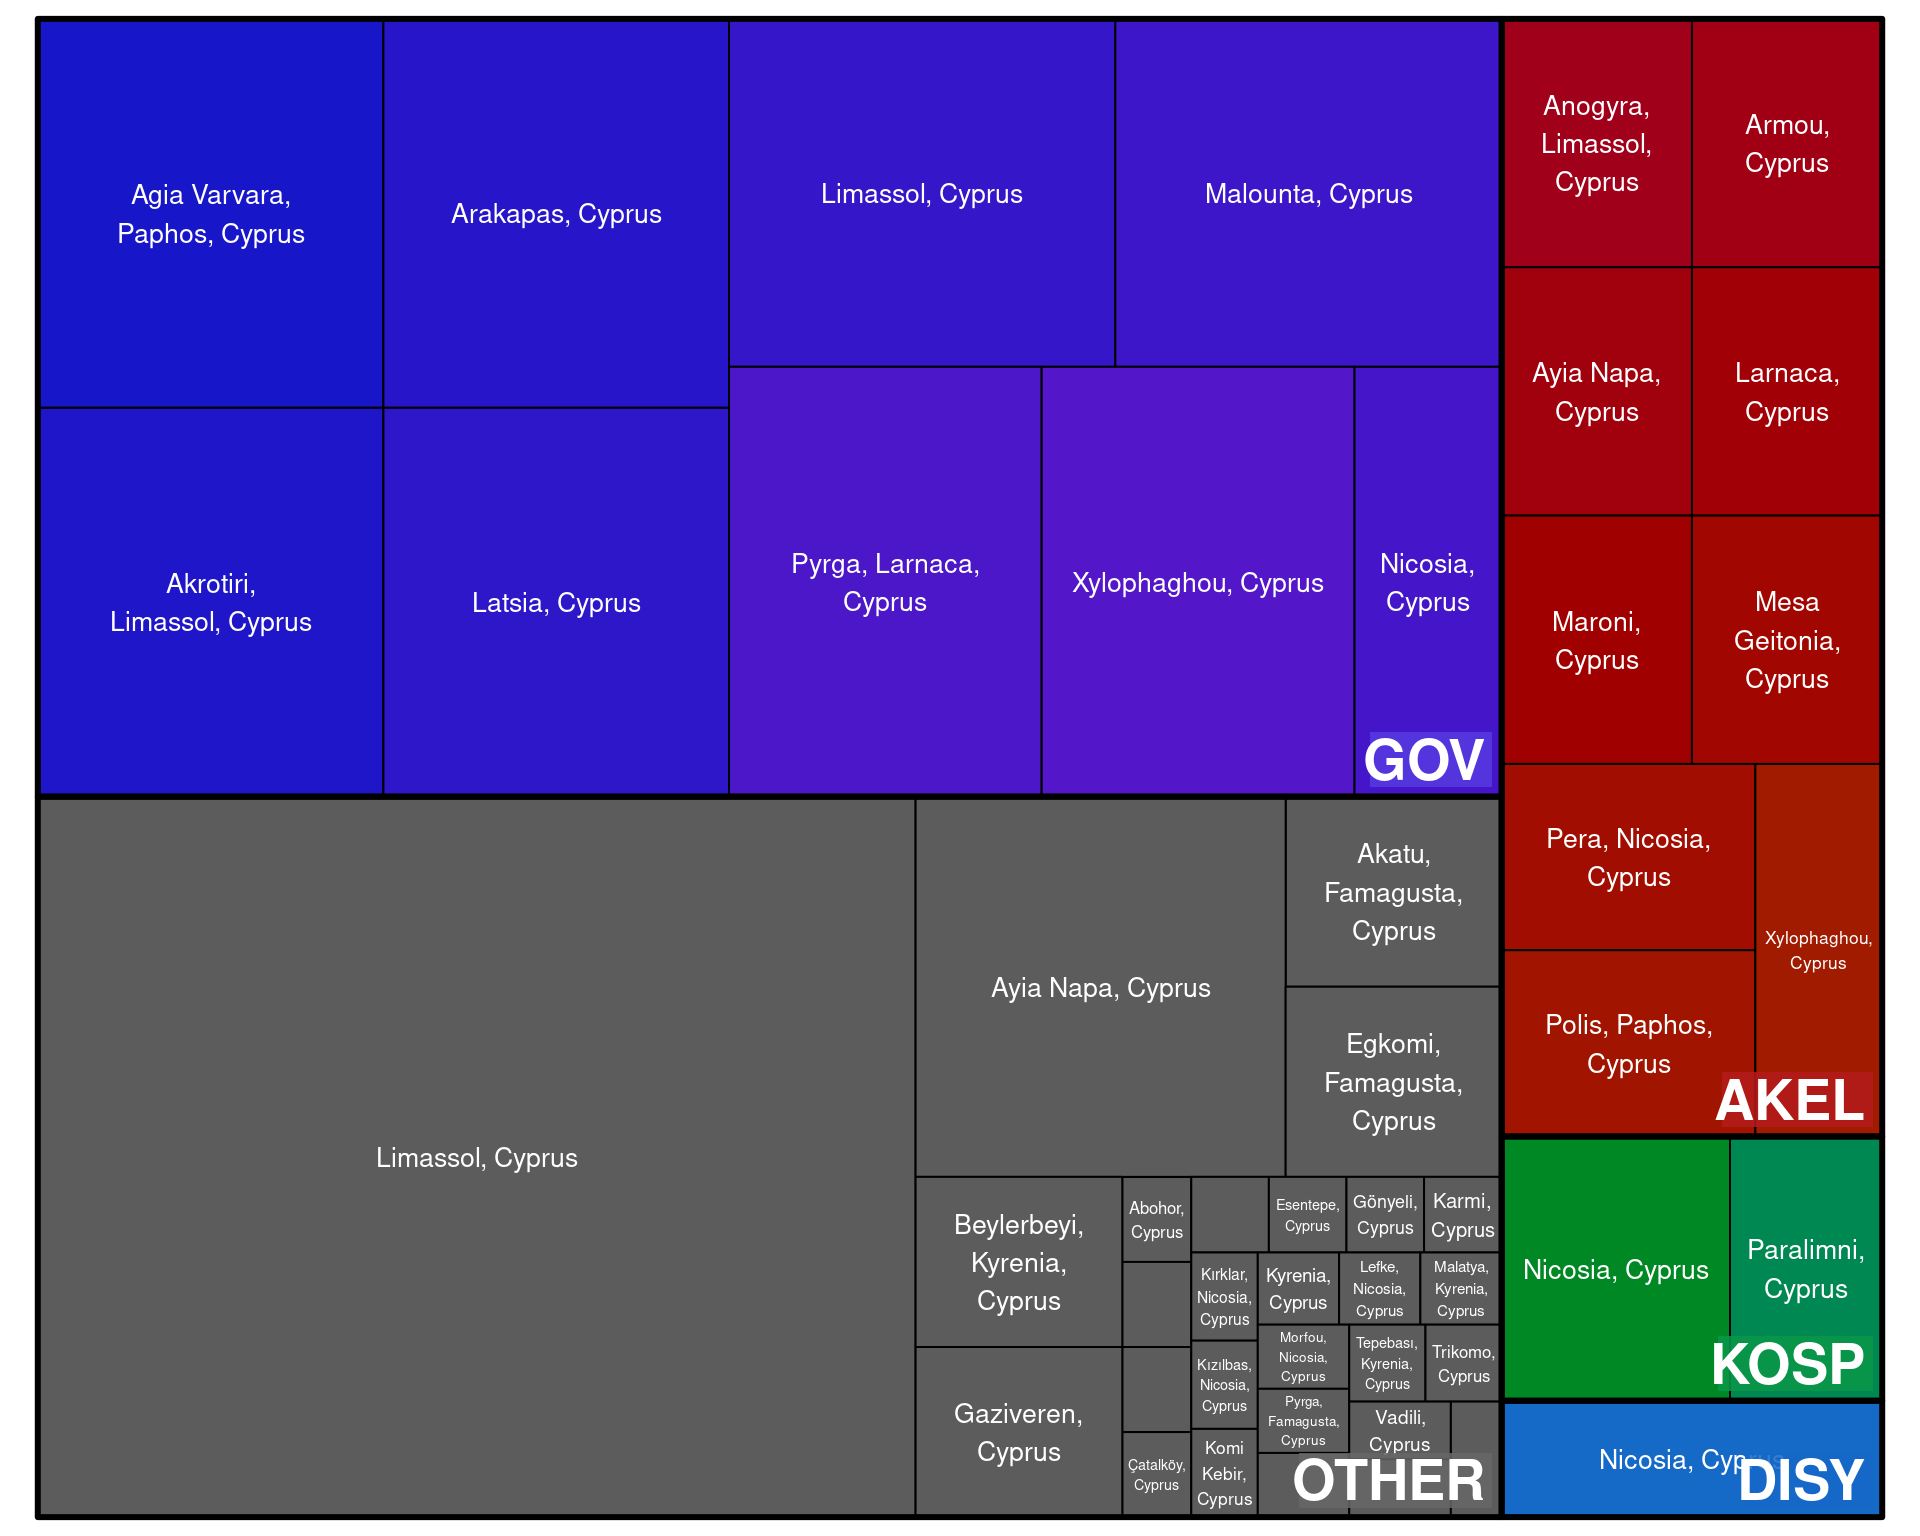 Agia Varvara,
Paphos, Cyprus
Arakapas, Cyprus
Limassol, Cyprus
Malounta, Cyprus
Akrotiri,
Limassol, Cyprus
Latsia, Cyprus
Pyrga, Larnaca,
Cyprus
Xylophaghou, Cyprus
Nicosia,
Cyprus
GOV
Anogyra,
Limassol,
Cyprus
Armou,
Cyprus
Ayia Napa,
Cyprus
Larnaca,
Cyprus
Maroni,
Cyprus
Mesa
Geitonia,
Cyprus
Pera, Nicosia,
Cyprus
Polis, Paphos,
Cyprus
Xylophaghou,
Cyprus
AKEL
Limassol, Cyprus
Ayia Napa, Cyprus
Akatu,
Famagusta,
Cyprus
Egkomi,
Famagusta,
Cyprus
Beylerbeyi,
Kyrenia,
Cyprus
Gaziveren,
Cyprus
Abohor,
Cyprus
Çatalköy,
Cyprus
Esentepe,
Cyprus
Gönyeli,
Cyprus
Karmi,
Cyprus
Kırklar,
Nicosia,
Cyprus
Kızılbas,
Nicosia,
Cyprus
Komi
Kebir,
Cyprus
Kyrenia,
Cyprus
Lefke,
Nicosia,
Cyprus
Malatya,
Kyrenia,
Cyprus
Morfou,
Nicosia,
Cyprus
Pyrga,
Famagusta,
Cyprus
Tepebası,
Kyrenia,
Cyprus
Trikomo,
Cyprus
Vadili,
Cyprus
OTHER
Nicosia, Cyprus
Paralimni,
Cyprus
KOSP
Nicosia, Cyprus
DISY